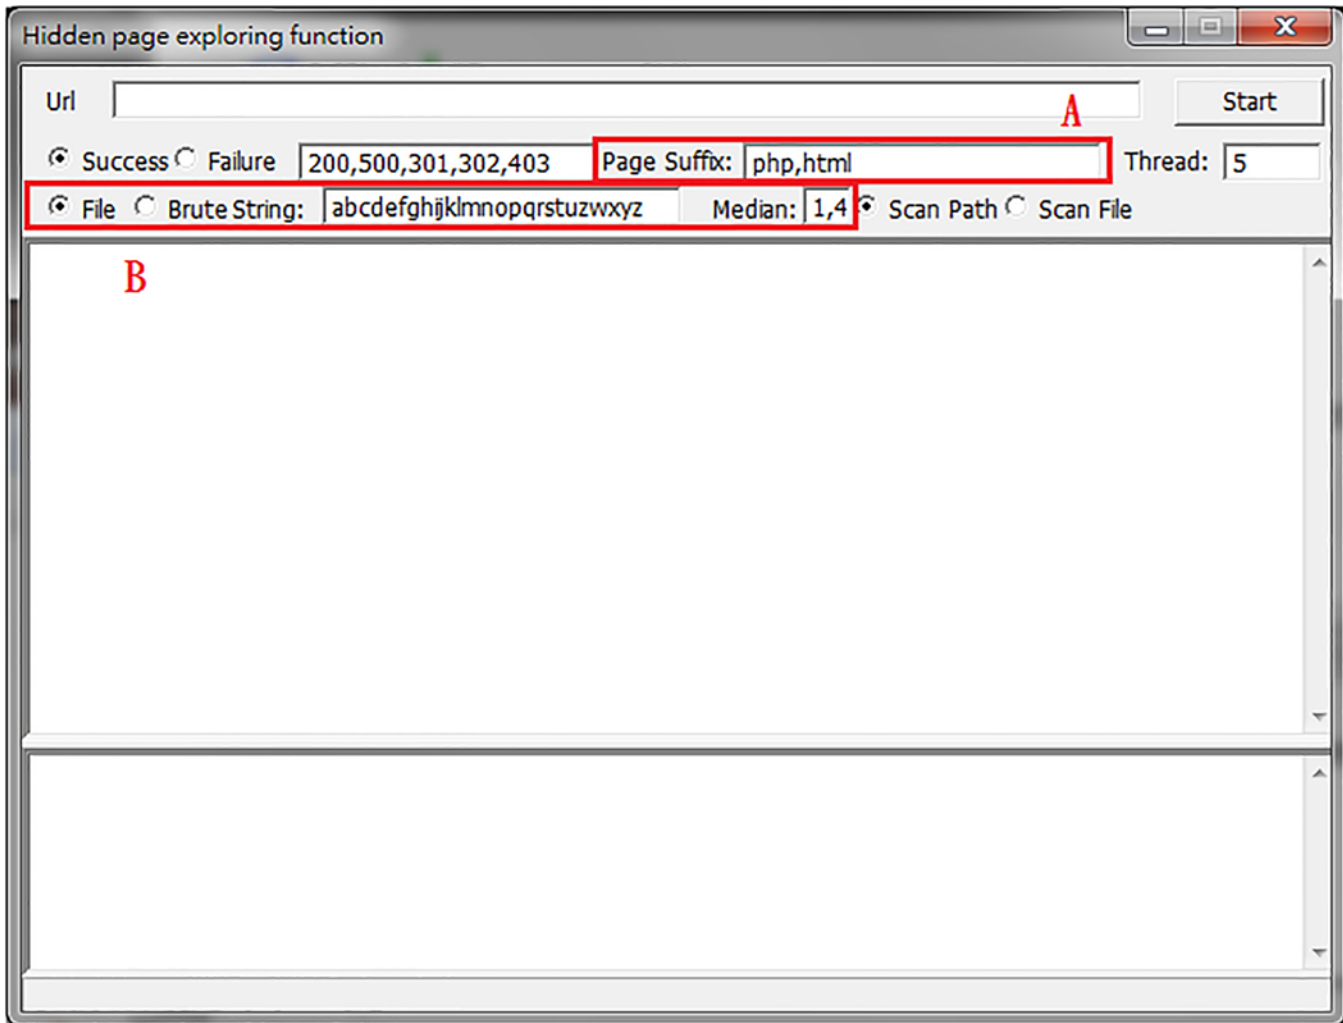 Hidden page exploring function
Url Start
A
Success Failure 200,500,301,302,403 Page Suffix: php,html Thread: 5
File Brute String: abcdefghijklmnopqrstuzwxyz Median: 1,4 Scan Path Scan File
B